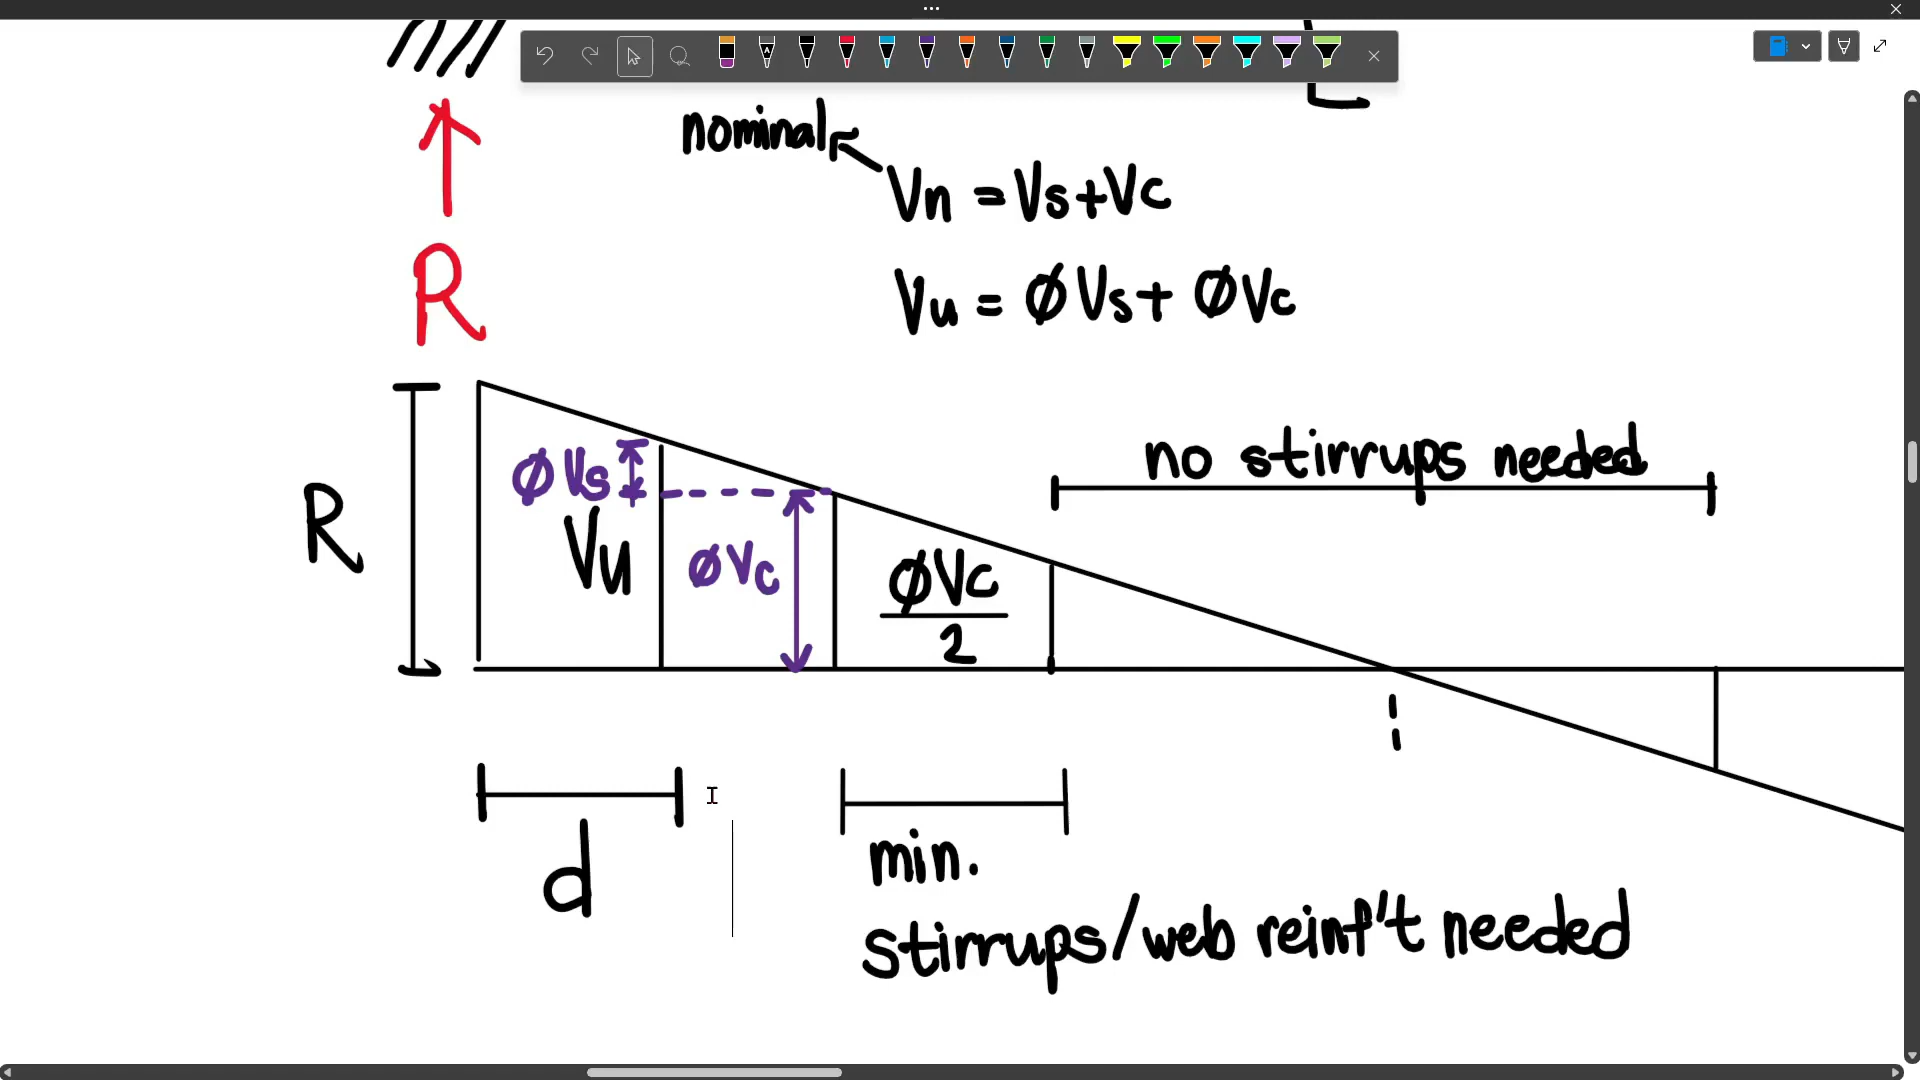 nominal
Vn = Vs+Vc
R
Vu = ØVs + ØVc
no stirrups needed
ØVs
R
Vu
ØVc
ØVc
2
d
min.
stirrups/web reinf't needed